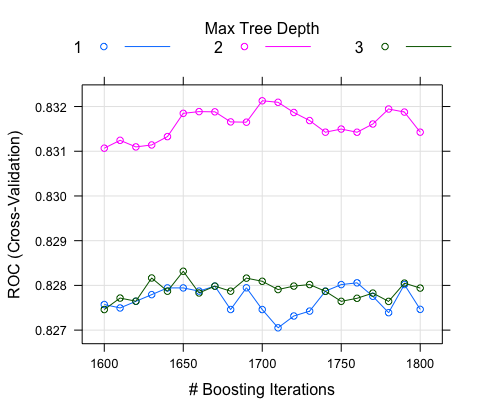 Max Tree Depth
1 2 3
ROC (Cross-Validation)
0.832
0.831
0.830
0.829
0.828
0.827
1600 1650 1700 1750 1800
# Boosting Iterations